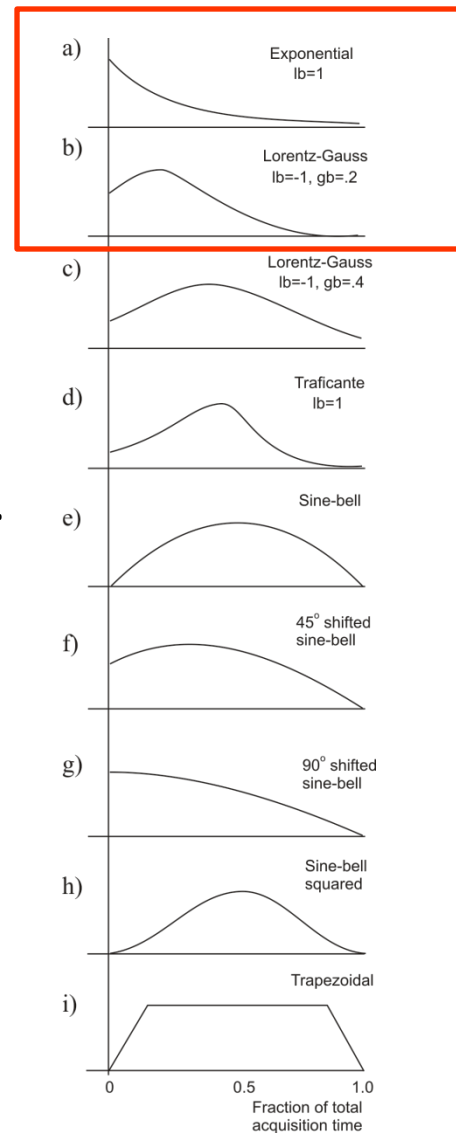 a)
Exponential
lb=1
b)
Lorentz-Gauss
lb=-1, gb=.2
c)
Lorentz-Gauss
lb=-1, gb=.4
d)
Traficante
lb=1
e)
Sine-bell
f)
45° shifted
sine-bell
g)
90° shifted
sine-bell
h)
Sine-bell
squared
i)
Trapezoidal
0 0.5 1.0
Fraction of total
acquisition time